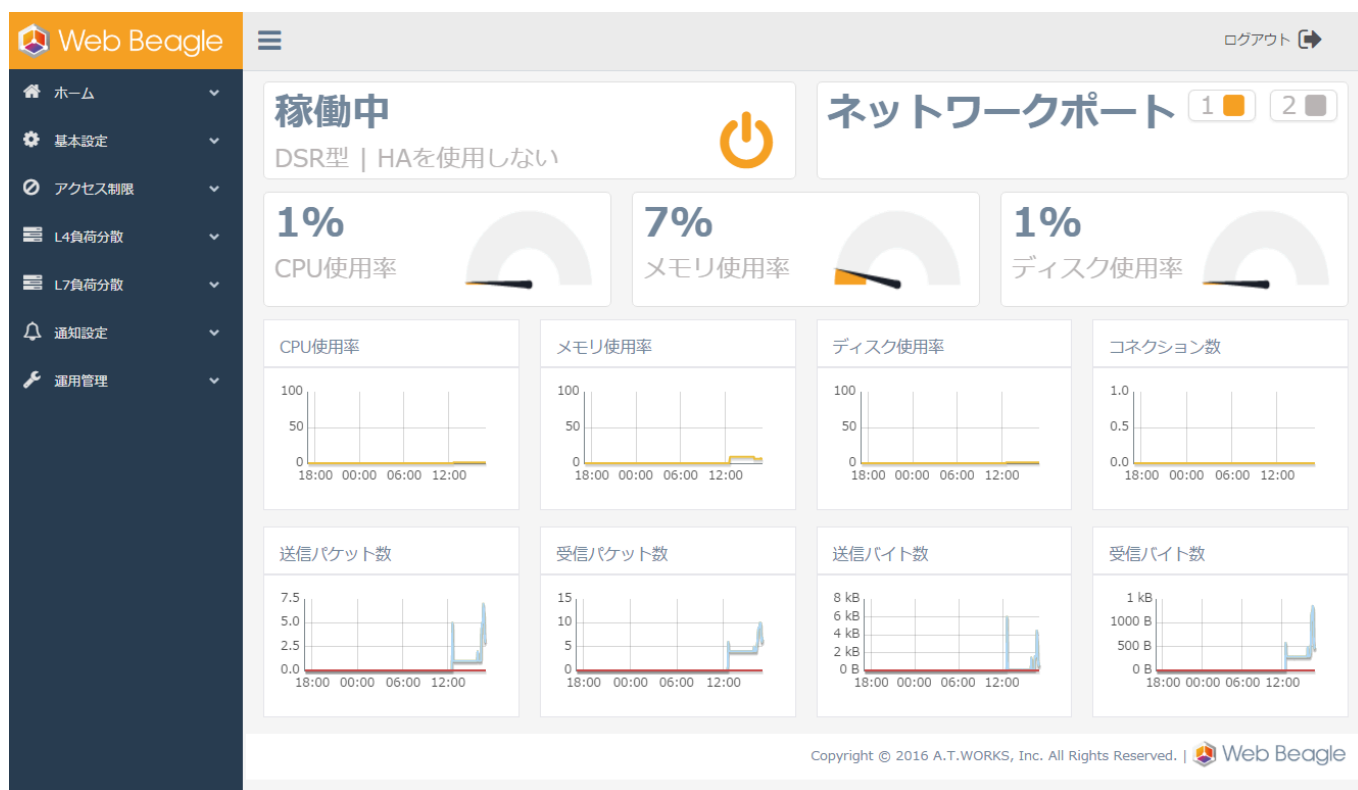 Web Beagle
ログアウト
ホーム
基本設定
アクセス制限
L4負荷分散
L7負荷分散
通知設定
運用管理
稼働中
DSR型 | HAを使用しない
ネットワークポート 1 2
1%
CPU使用率
7%
メモリ使用率
1%
ディスク使用率
CPU使用率
100
50
0
18:00 00:00 06:00 12:00
メモリ使用率
100
50
0
18:00 00:00 06:00 12:00
ディスク使用率
100
50
0
18:00 00:00 06:00 12:00
コネクション数
1.0
0.5
0.0
18:00 00:00 06:00 12:00
送信パケット数
7.5
5.0
2.5
0.0
18:00 00:00 06:00 12:00
受信パケット数
15
10
5
0
18:00 00:00 06:00 12:00
送信バイト数
8 kB
6 kB
4 kB
2 kB
0 B
18:00 00:00 06:00 12:00
受信バイト数
1 kB
1000 B
500 B
0 B
18:00 00:00 06:00 12:00
Copyright © 2016 A.T.WORKS, Inc. All Rights Reserved. | Web Beagle